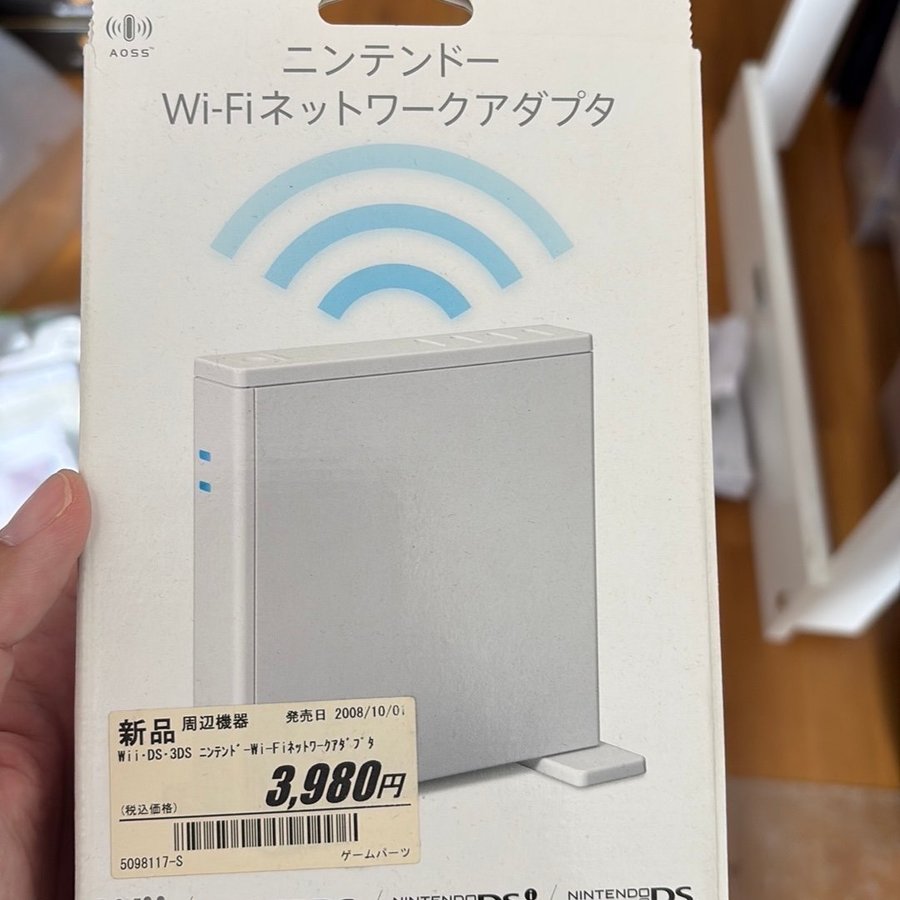 AOSS™
ニンテンドー
Wi-Fiネットワークアダプタ
新品 周辺機器 発売日 2008/10/01
Wii・DS・3DS ニンテンドーWi-Fiネットワークアダプタ
3,980円
(税込価格)
5098117-S ゲームパーツ
NINTENDO DSi / NINTENDO DS